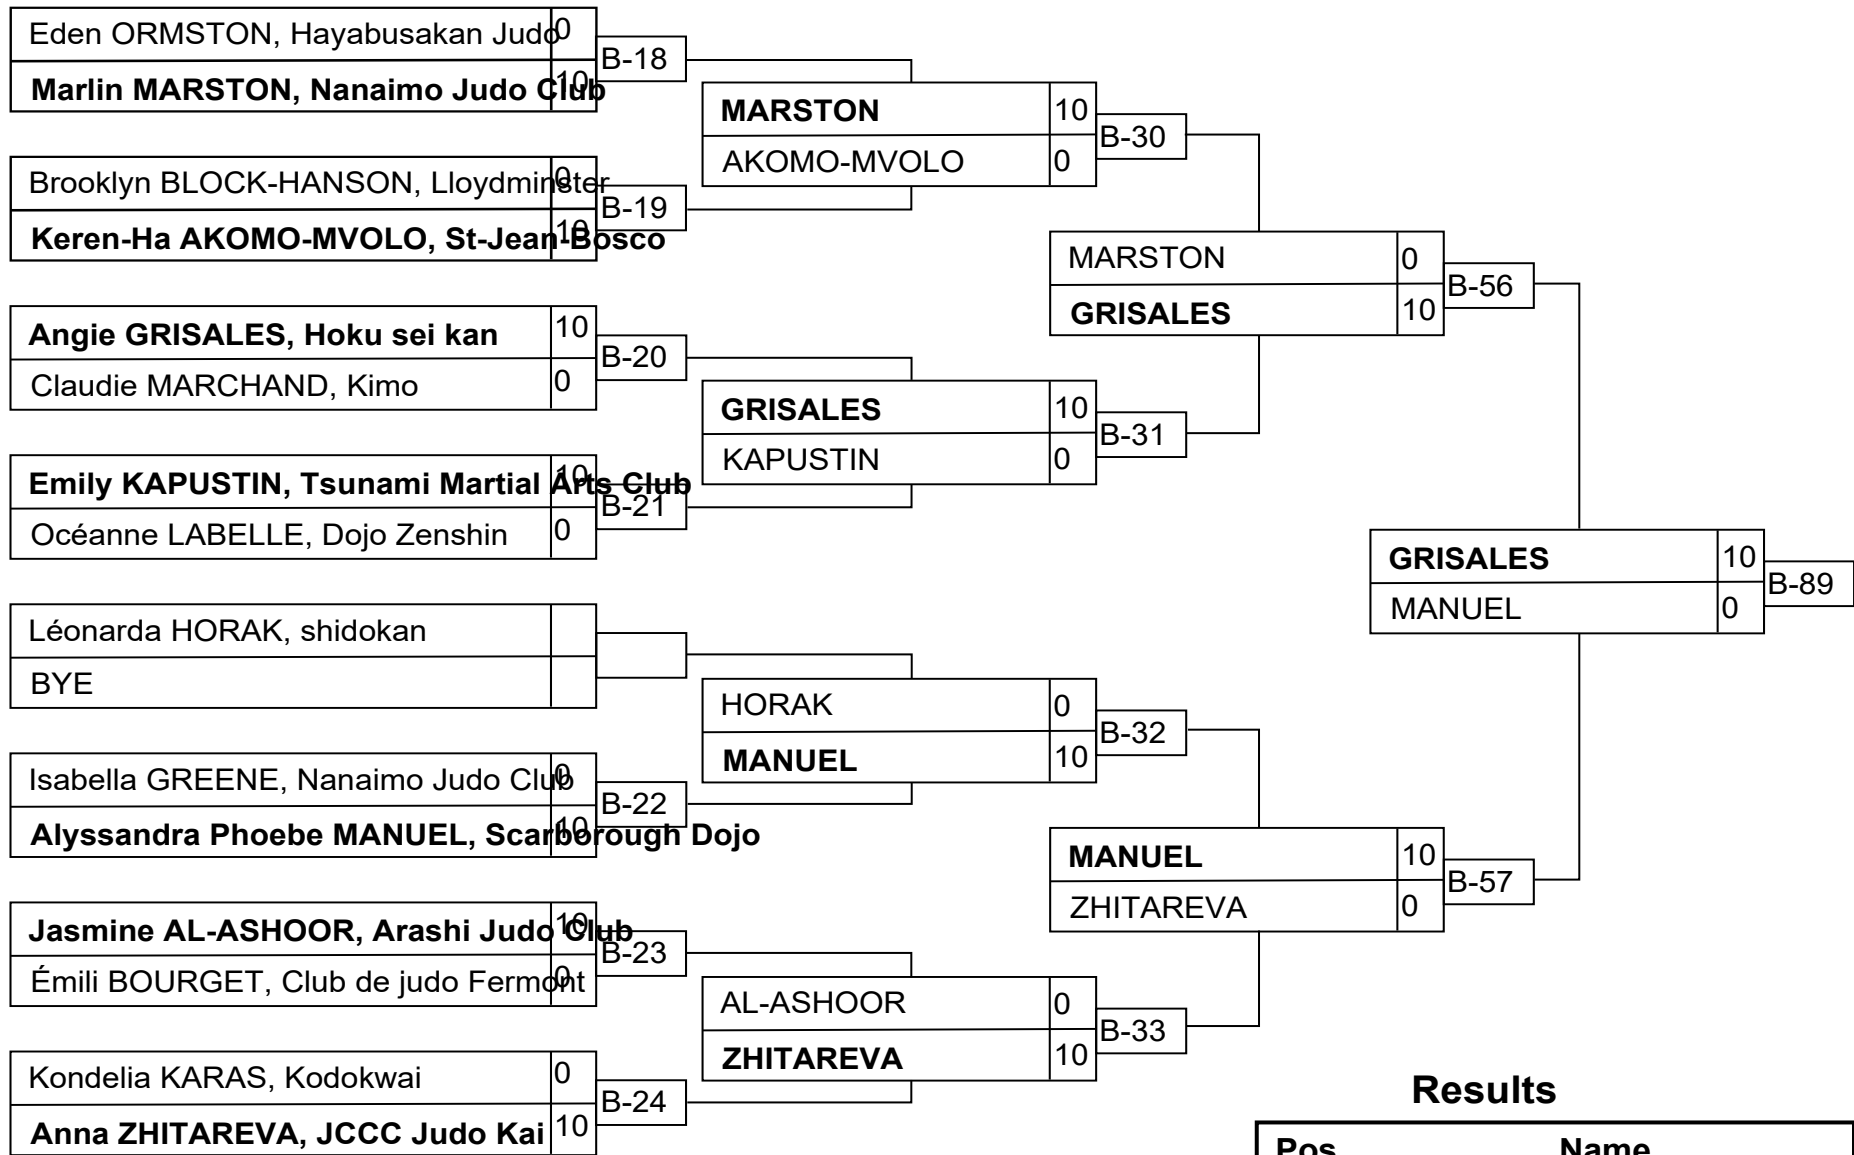 Eden ORMSTON, Hayabusakan Judo 0
B-18
Marlin MARSTON, Nanaimo Judo Club 10
Brooklyn BLOCK-HANSON, Lloydminster 0
B-19
Keren-Ha AKOMO-MVOLO, St-Jean-Bosco 10
Angie GRISALES, Hoku sei kan 10
B-20
Claudie MARCHAND, Kimo 0
Emily KAPUSTIN, Tsunami Martial Arts Club 10
B-21
Océanne LABELLE, Dojo Zenshin 0
Léonarda HORAK, shidokan
BYE
Isabella GREENE, Nanaimo Judo Club 0
B-22
Alyssandra Phoebe MANUEL, Scarborough Dojo 10
Jasmine AL-ASHOOR, Arashi Judo Club 10
B-23
Émili BOURGET, Club de judo Fermont 0
Kondelia KARAS, Kodokwai 0
B-24
Anna ZHITAREVA, JCCC Judo Kai 10
MARSTON 10
B-30
AKOMO-MVOLO 0
GRISALES 10
B-31
KAPUSTIN 0
HORAK 0
B-32
MANUEL 10
AL-ASHOOR 0
B-33
ZHITAREVA 10
MARSTON 0
B-56
GRISALES 10
MANUEL 10
B-57
ZHITAREVA 0
GRISALES 10
B-89
MANUEL 0
Results
Pos Name